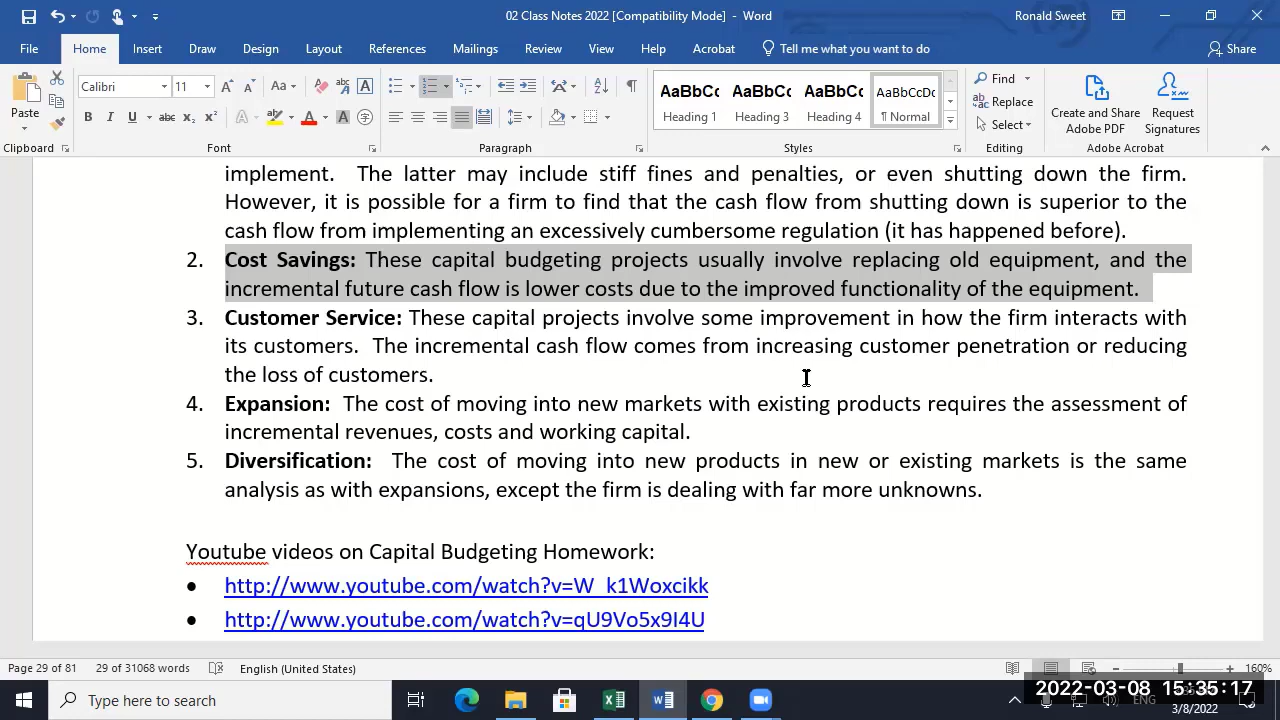 02 Class Notes 2022 [Compatibility Mode] - Word
Ronald Sweet
File Home Insert Draw Design Layout References Mailings Review View Help Acrobat Tell me what you want to do Share
Paste
Calibri 11
AaBbCc AaBbCc AaBbCc AaBbCcDc
Heading 1 Heading 3 Heading 4 ¶ Normal
Find
Replace
Select
Create and Share Adobe PDF
Request Signatures
Clipboard Font Paragraph Styles Editing Adobe Acrobat
implement. The latter may include stiff fines and penalties, or even shutting down the firm.
However, it is possible for a firm to find that the cash flow from shutting down is superior to the
cash flow from implementing an excessively cumbersome regulation (it has happened before).
2. Cost Savings: These capital budgeting projects usually involve replacing old equipment, and the
incremental future cash flow is lower costs due to the improved functionality of the equipment.
3. Customer Service: These capital projects involve some improvement in how the firm interacts with
its customers. The incremental cash flow comes from increasing customer penetration or reducing
the loss of customers.
4. Expansion: The cost of moving into new markets with existing products requires the assessment of
incremental revenues, costs and working capital.
5. Diversification: The cost of moving into new products in new or existing markets is the same
analysis as with expansions, except the firm is dealing with far more unknowns.
Youtube videos on Capital Budgeting Homework:
• http://www.youtube.com/watch?v=W_k1Woxcikk
• http://www.youtube.com/watch?v=qU9Vo5x9I4U
Page 29 of 81 29 of 31068 words English (United States) 160%
Type here to search
2022-03-08 15:35:17
ENG
3/8/2022